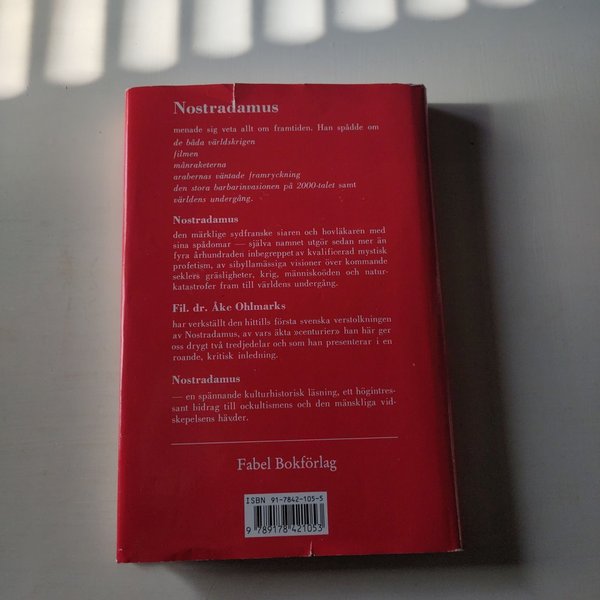 Nostradamus
menade sig veta allt om framtiden. Han spådde om
de båda världskrigen
filmen
månraketerna
arabernas väntade framryckning
den stora barbarinvasionen på 2000-talet samt
världens undergång.
Nostradamus
den märklige sydfranske siaren och hovläkaren med
sina spådomar — själva namnet utgör sedan mer än
fyra århundraden inbegreppet av kvalificerad mystisk
profetism, av sibyllamässiga visioner över kommande
seklers gräsligheter, krig, människoöden och natur-
katastrofer fram till världens undergång.
Fil. dr. Åke Ohlmarks
har verkställt den hittills första svenska verstolkningen
av Nostradamus, av vars äkta »centurier» han här ger
oss drygt två tredjedelar och som han presenterar i en
roande, kritisk inledning.
Nostradamus
— en spännande kulturhistorisk läsning, ett högintres-
sant bidrag till ockultismens och den mänskliga vid-
skepelsens hävder.
Fabel Bokförlag
ISBN 91-7842-105-5
9 789178 421053